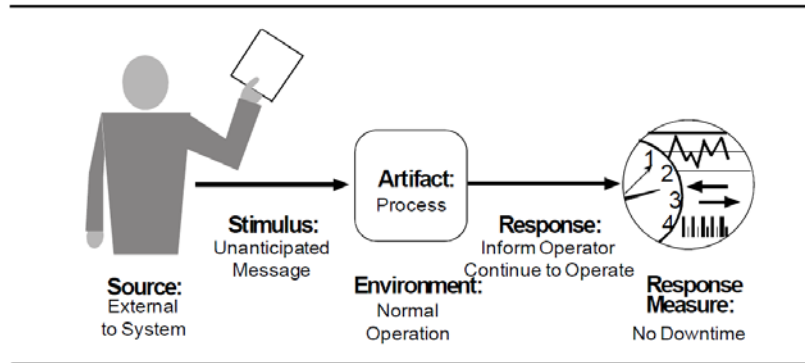 Source:
External
to System
Stimulus:
Unanticipated
Message
Artifact:
Process
Environment:
Normal
Operation
Response:
Inform Operator
Continue to Operate
1
2
3
4
Response
Measure:
No Downtime